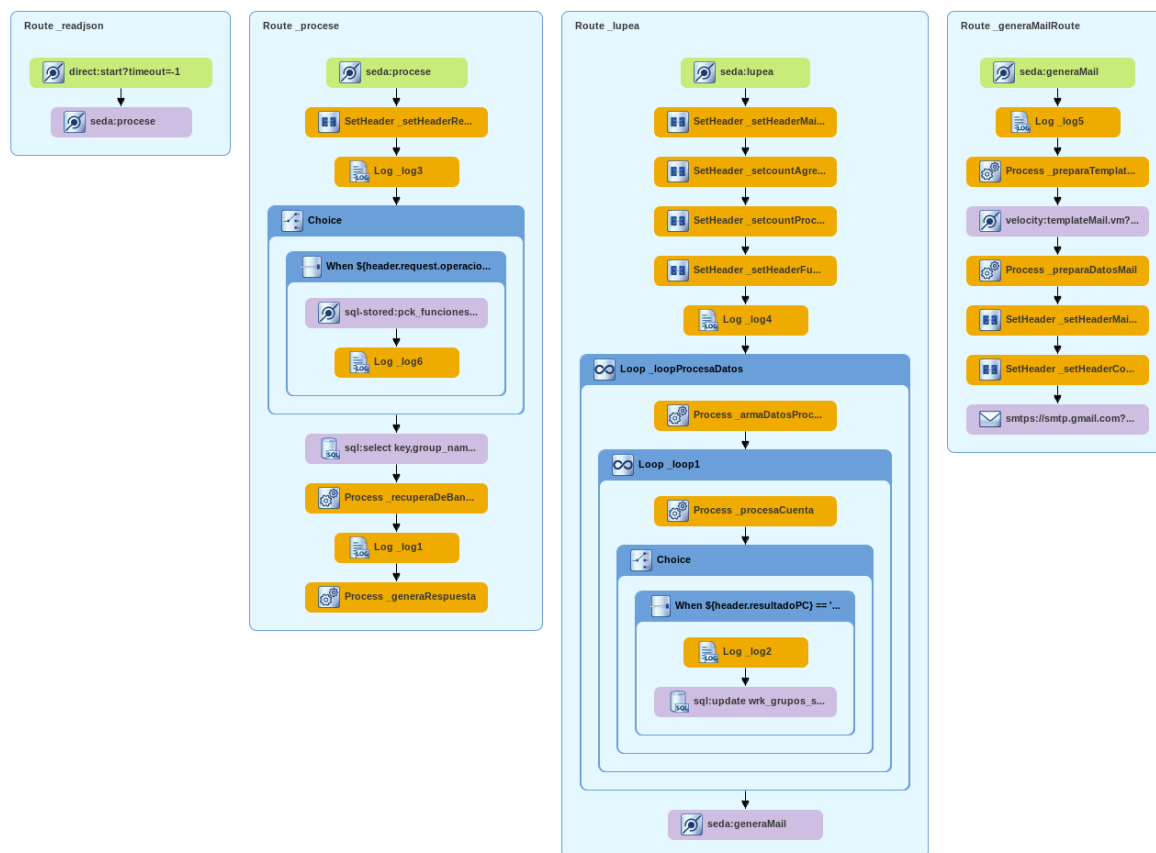 Route _readjson
direct:start?timeout=-1
seda:procese
Route _procese
seda:procese
SetHeader _setHeaderRe...
Log _log3
Choice
When ${header.request.operacio...
sql-stored:pck_funciones...
Log _log6
sql:select key,group_nam...
Process _recuperaDeBan...
Log _log1
Process _generaRespuesta
Route _lupea
seda:lupea
SetHeader _setHeaderMai...
SetHeader _setcountAgre...
SetHeader _setcountProc...
SetHeader _setHeaderFu...
Log _log4
Loop _loopProcesaDatos
Process _armaDatosProc...
Loop _loop1
Process _procesaCuenta
Choice
When ${header.resultadoPC} == '...
Log _log2
sql:update wrk_grupos_s...
seda:generaMail
Route _generaMailRoute
seda:generaMail
Log _log5
Process _preparaTemplat...
velocity:templateMail.vm?...
Process _preparaDatosMail
SetHeader _setHeaderMai...
SetHeader _setHeaderCo...
smtps://smtp.gmail.com?...